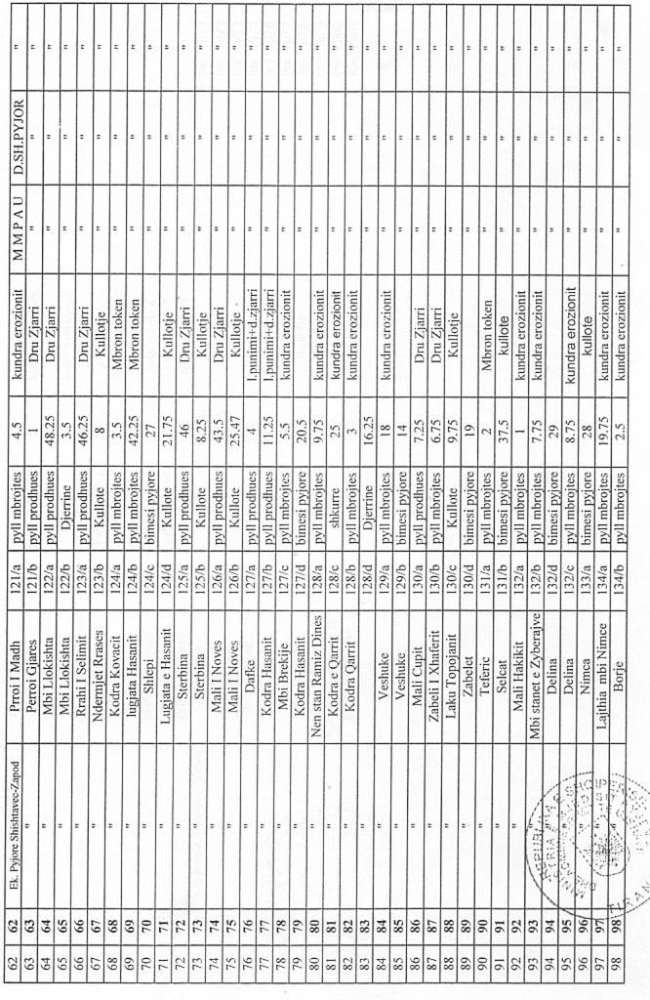 62 62 Ek. Pyjore Shishtavec-Zapod Prroi I Madh 121/a pyll mbrojtes 4.5 kundra erozionit M M P A U D.SH.PYJOR "
63 63 " Perroi Gjares 121/b pyll prodhues 1 Dru Zjarri " " "
64 64 " Mbi Llokishta 122/a pyll prodhues 48.25 Dru Zjarri " " "
65 65 " Mbi Llokishta 122/b Djerrine 3.5 " " "
66 66 " Rrahi I Selimit 123/a pyll prodhues 46.25 Dru Zjarri " " "
67 67 " Ndermjet Rrases 123/b Kullote 8 Kullotje " " "
68 68 " Kodra Kovacit 124/a pyll mbrojtes 3.5 Mbron token " " "
69 69 " lugjata Hasanit 124/b pyll mbrojtes 42.25 Mbron token " " "
70 70 " Shlepi 124/c bimesi pyjore 27 " " "
71 71 " Lugjata e Hasanit 124/d Kullote 21.75 Kullotje " " "
72 72 " Sterbina 125/a pyll prodhues 46 Dru Zjarri " " "
73 73 " Sterbina 125/b Kullote 8.25 Kullotje " " "
74 74 " Mali I Noves 126/a pyll prodhues 43.5 Dru Zjarri " " "
75 75 " Mali I Noves 126/b Kullote 25.47 Kullotje " " "
76 76 " Dafke 127/a pyll prodhues 4 l.punimi+d.zjarri " " "
77 77 " Kodra Hasanit 127/b pyll prodhues 11.25 l.punimi+d.zjarri " " "
78 78 " Mbi Brekije 127/c pyll mbrojtes 5.5 kundra erozionit " " "
79 79 " Kodra Hasanit 127/d bimesi pyjore 20.5 " " "
80 80 " Nen stan Ramiz Dines 128/a pyll mbrojtes 9.75 kundra erozionit " " "
81 81 " Kodra e Qarrit 128/c shkurre 25 kundra erozionit " " "
82 82 " Kodra Qarrit 128/b pyll mbrojtes 3 kundra erozionit " " "
83 83 " 128/d Djerrine 16.25 " " "
84 84 " Veshuke 129/a pyll mbrojtes 18 kundra erozionit " " "
85 85 " Veshuke 129/b bimesi pyjore 14 " " "
86 86 " Mali Cupit 130/a pyll prodhues 7.25 Dru Zjarri " " "
87 87 " Zabeli I Xhaferit 130/b pyll mbrojtes 6.75 Dru Zjarri " " "
88 88 " Laku Topojanit 130/c Kullote 9.75 Kullotje " " "
89 89 " Zabelet 130/d bimesi pyjore 19 " " "
90 90 " Teferic 131/a pyll mbrojtes 2 Mbron token " " "
91 91 " Selcat 131/b bimesi pyjore 37.5 kullote " " "
92 92 " Mali Hakikit 132/a pyll mbrojtes 1 kundra erozionit " " "
93 93 " Mbi stanet e Zyberajve 132/b pyll mbrojtes 7.75 kundra erozionit " " "
94 94 " Delina 132/d bimesi pyjore 29 " " "
95 95 " Delina 132/c pyll mbrojtes 8.75 kundra erozionit " " "
96 96 " Nimca 133/a bimesi pyjore 28 kullote " " "
97 97 " Lajthia mbi Nimce 134/a pyll mbrojtes 19.75 kundra erozionit " " "
98 98 " Borje 134/b pyll mbrojtes 2.5 kundra erozionit " " "
TIRAN